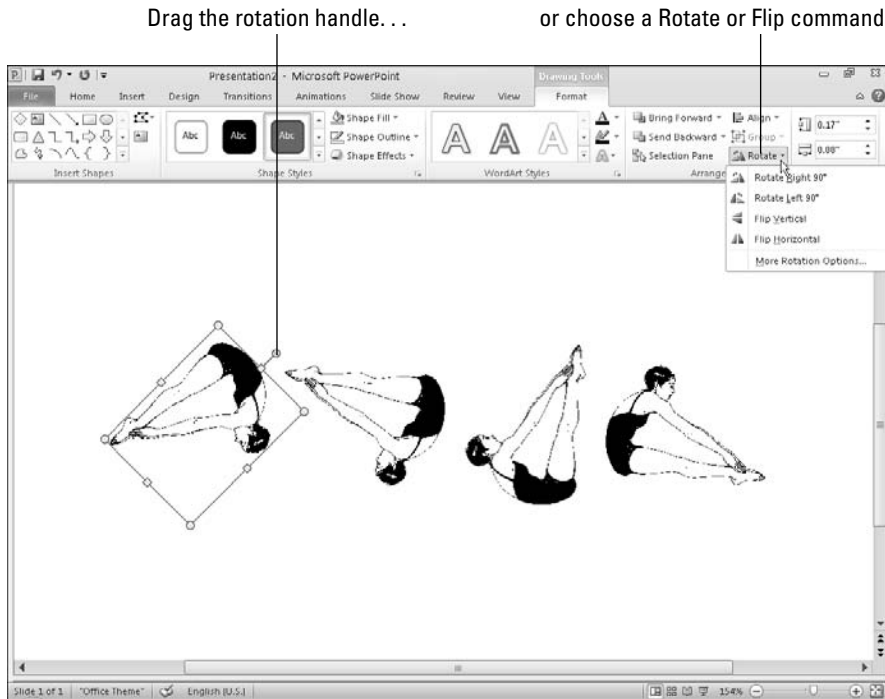 Drag the rotation handle. . . or choose a Rotate or Flip command
Presentation2 - Microsoft PowerPoint Drawing Tools
File Home Insert Design Transitions Animations Slide Show Review View Format
Abc Abc Abc
Shape Fill
Shape Outline
Shape Effects
A A A
A
A
Bring Forward
Send Backward
Selection Pane
Align
Group
Rotate
0.17"
0.08"
Insert Shapes Shape Styles WordArt Styles Arrange
Rotate Right 90°
Rotate Left 90°
Flip Vertical
Flip Horizontal
More Rotation Options...
Slide 1 of 1 "Office Theme" English (U.S.) 154%